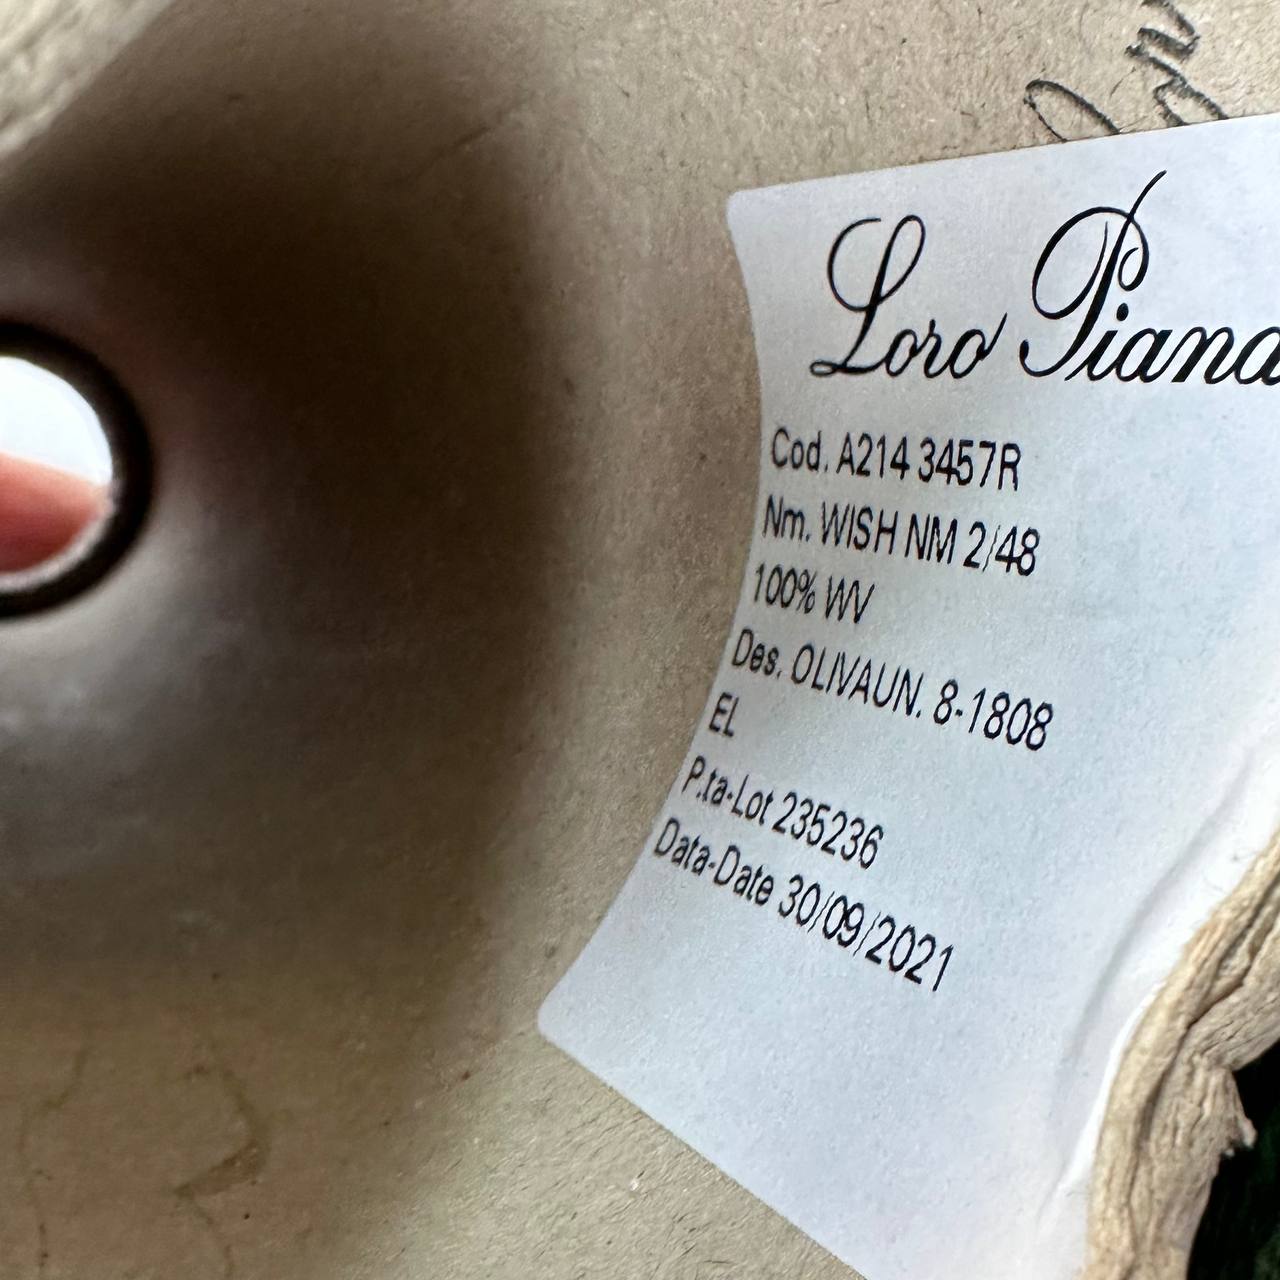 Loro Piana
Cod. A214 3457R
Nm. WISH NM 2/48
100% WV
Des. OLIVAUN. 8-1808
EL
P.ta-Lot 235236
Data-Date 30/09/2021